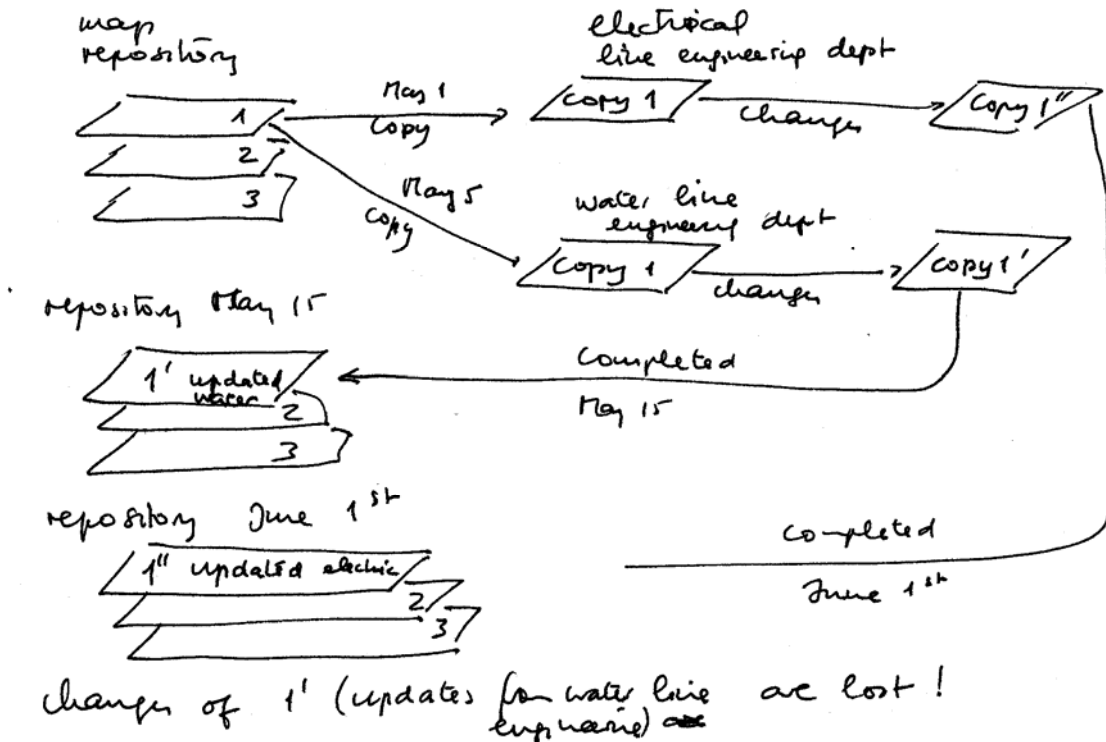 map
repository
electrical
line engineering dept
1
May 1
copy
copy 1
changes
copy 1"
2
3
May 5
copy
water line
engineering dept
copy 1
changes
copy 1'
repository May 15
1' updated
water
2
3
completed
May 15
repository June 1st
1" updated electric
2
3
completed
June 1st
changes of 1' (updates from water line are lost!
engineering)